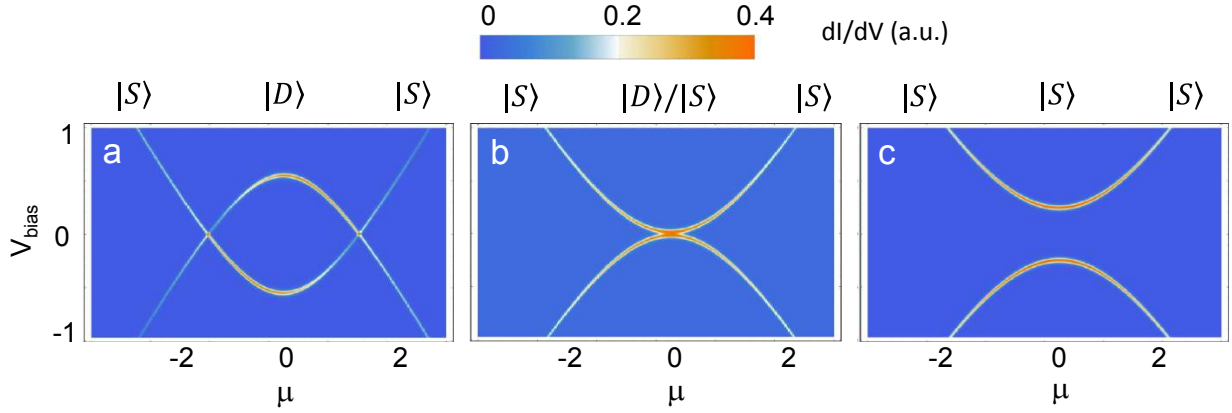 0 0.2 0.4 dI/dV (a.u.)
|S⟩ |D⟩ |S⟩ |S⟩ |D⟩/|S⟩ |S⟩ |S⟩ |S⟩ |S⟩
1 a b c
V_bias 0
-1
-2 0 2 -2 0 2 -2 0 2
μ μ μ